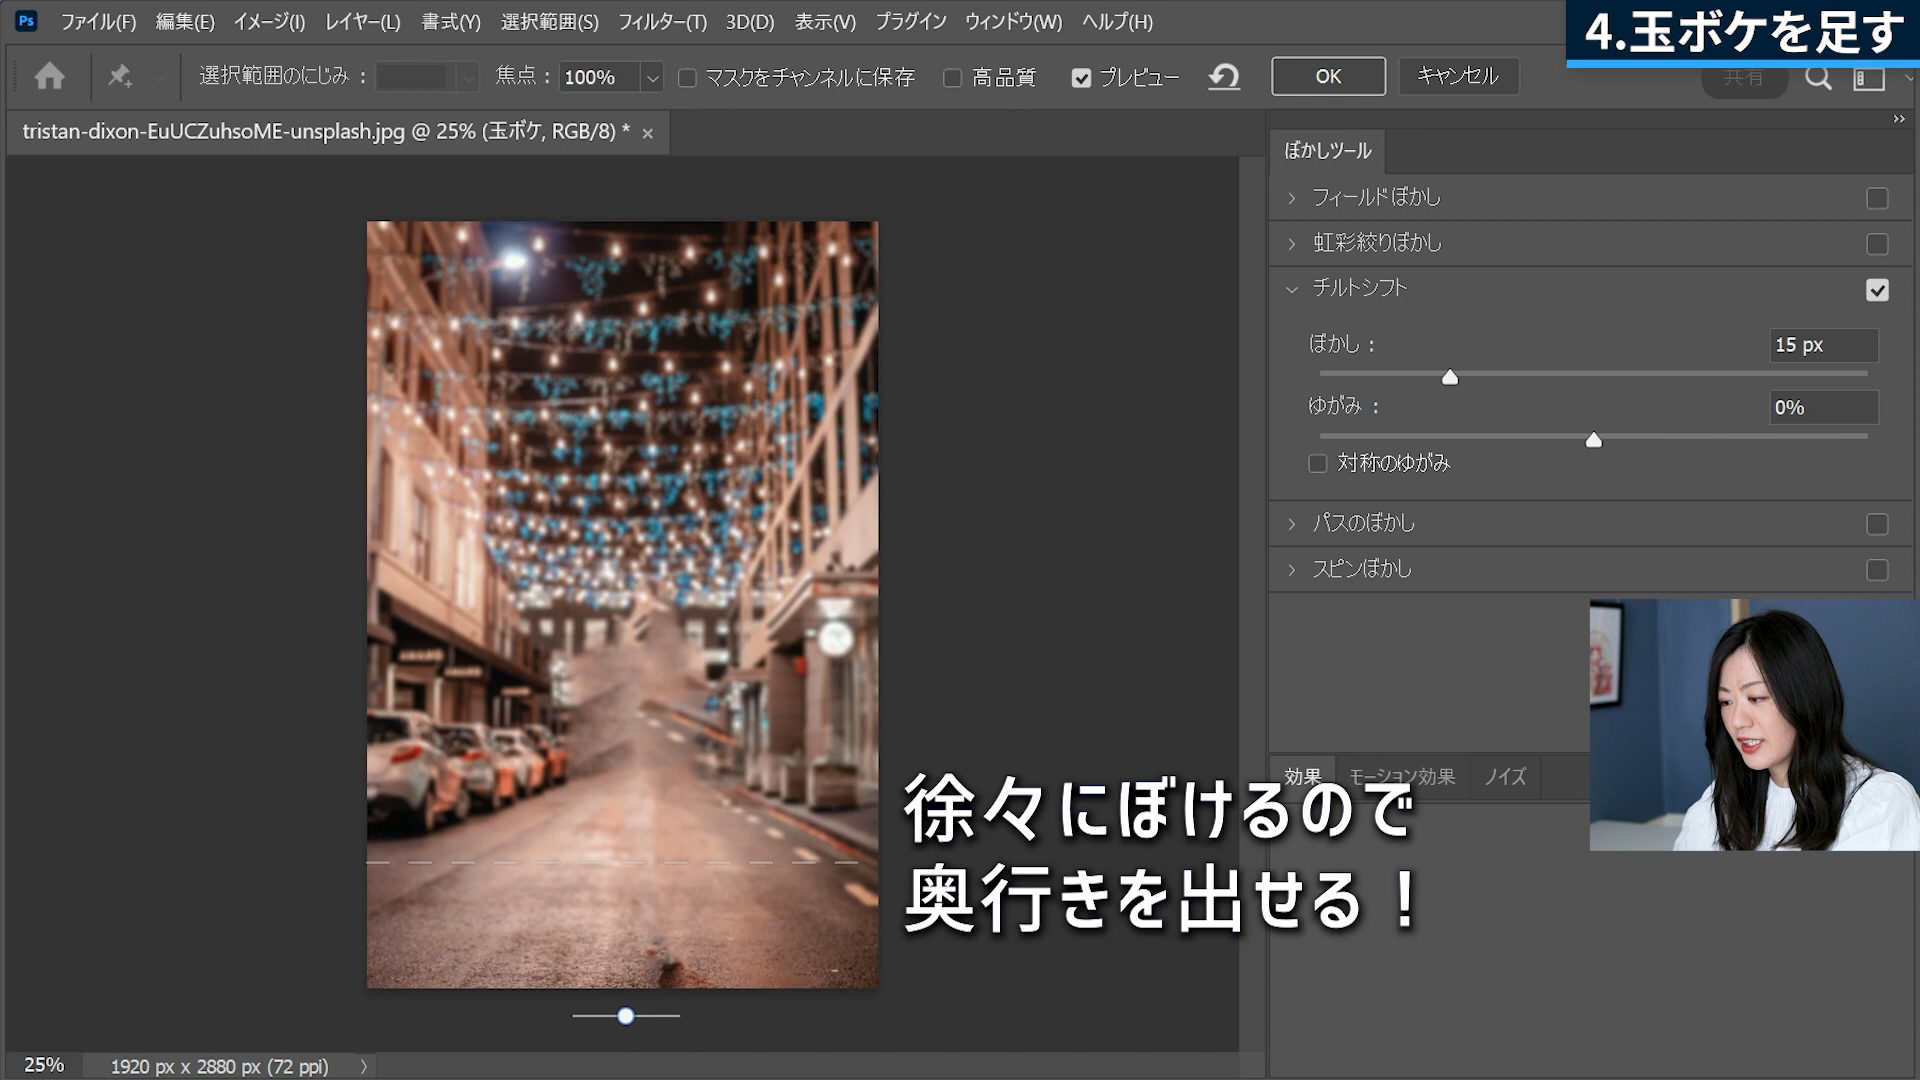 Ps ファイル(F) 編集(E) イメージ(I) レイヤー(L) 書式(Y) 選択範囲(S) フィルター(T) 3D(D) 表示(V) プラグイン ウィンドウ(W) ヘルプ(H)
4.玉ボケを足す
選択範囲のにじみ : 焦点 : 100% マスクをチャンネルに保存 高品質 プレビュー OK キャンセル 共有
tristan-dixon-EuUCZuhsoME-unsplash.jpg @ 25% (玉ボケ, RGB/8) * ×
ぼかしツール
フィールドぼかし
虹彩絞りぼかし
チルトシフト
ぼかし : 15 px
ゆがみ : 0%
対称のゆがみ
パスのぼかし
スピンぼかし
効果 モーション効果 ノイズ
徐々にぼけるので
奥行きを出せる！
25% 1920 px x 2880 px (72 ppi)